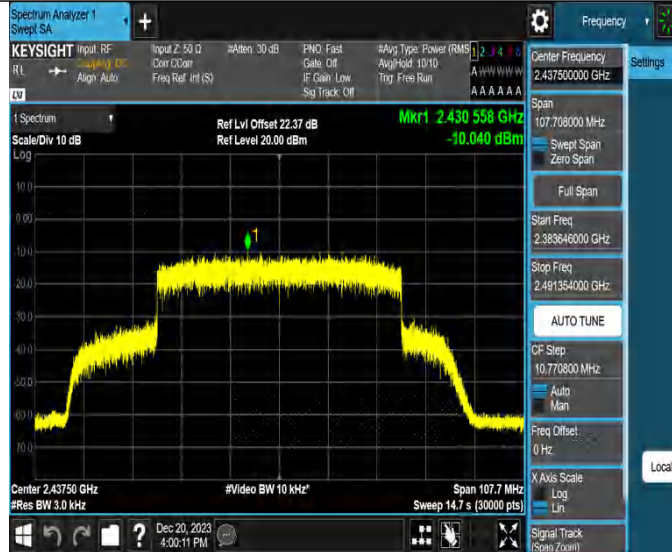 Spectrum Analyzer 1
Swept SA
+
Frequency
KEYSIGHT Input: RF
RL
Align: Auto
Input Z: 50 Ω
Corr CCorr
Freq Ref: Int (S)
#Atten: 30 dB
PNO: Fast
Gate: Off
IF Gain: Low
Sig Track: Off
#Avg Type: Power (RMS
Avg|Hold: 10/10
Trig: Free Run
1 2 3 4 5 6
A W W W W W
A A A A A A
LXI
1 Spectrum
Scale/Div 10 dB
Ref Lvl Offset 22.37 dB
Ref Level 20.00 dBm
Mkr1 2.430 558 GHz
-10.040 dBm
Log
10.0
0.00
-10.0
-20.0
-30.0
-40.0
-50.0
-60.0
-70.0
1
Center 2.43750 GHz
#Res BW 3.0 kHz
#Video BW 10 kHz*
Span 107.7 MHz
Sweep 14.7 s (30000 pts)
?
Dec 20, 2023
4:00:11 PM
Center Frequency
2.437500000 GHz
Settings
Span
107.708000 MHz
Swept Span
Zero Span
Full Span
Start Freq
2.383646000 GHz
Stop Freq
2.491354000 GHz
AUTO TUNE
CF Step
10.770800 MHz
Auto
Man
Freq Offset
0 Hz
X Axis Scale
Log
Lin
Local
Signal Track
(Span Zoom)